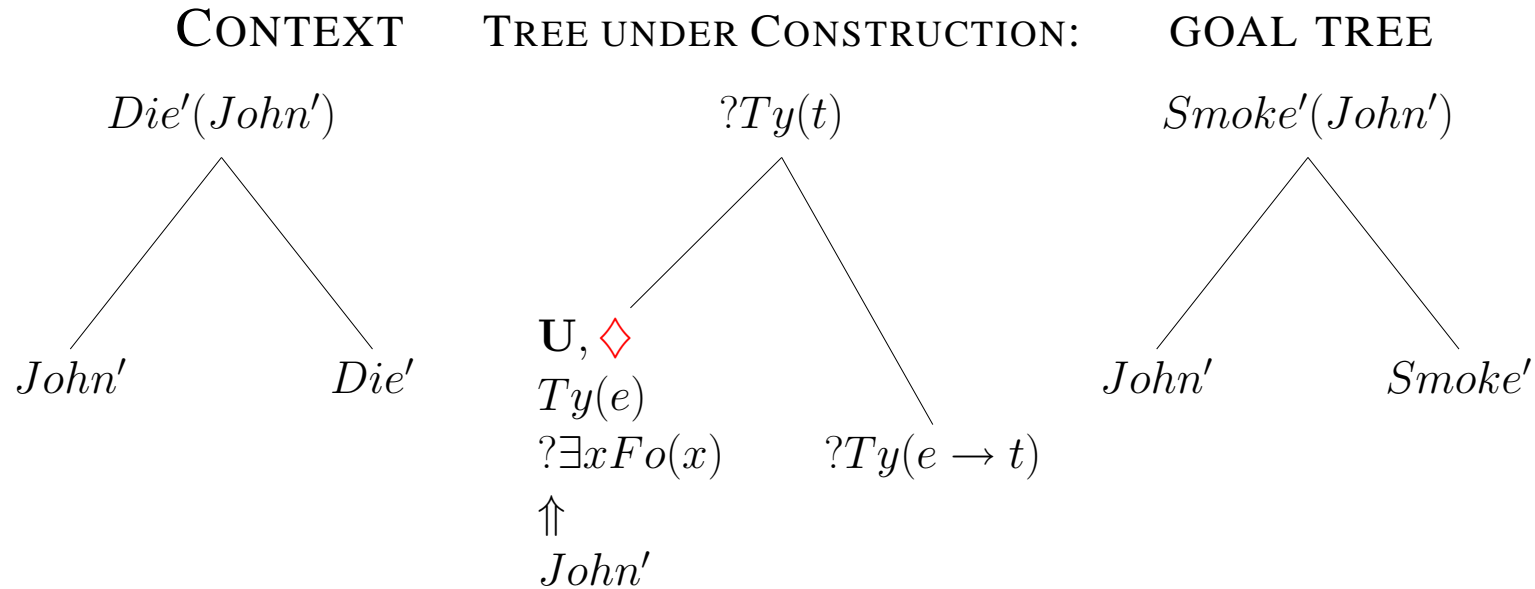 CONTEXT TREE UNDER CONSTRUCTION: GOAL TREE
Die′(John′) ?Ty(t) Smoke′(John′)
U, ♢
John′ Die′ Ty(e) John′ Smoke′
?∃xFo(x) ?Ty(e → t)
⇑
John′